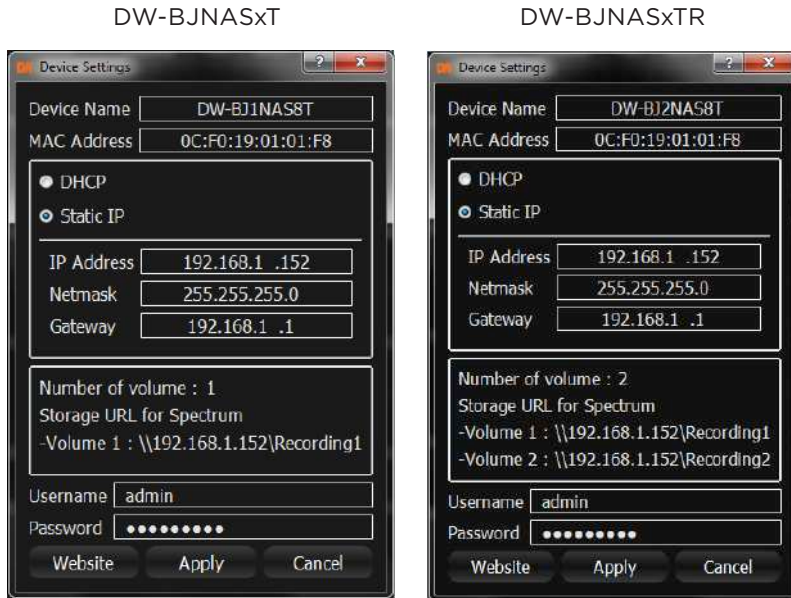 DW-BJNASxT
Device Settings
Device Name DW-BJ1NAS8T
MAC Address 0C:F0:19:01:01:F8
DHCP
Static IP
IP Address 192.168.1 .152
Netmask 255.255.255.0
Gateway 192.168.1 .1
Number of volume : 1
Storage URL for Spectrum
-Volume 1 : \\192.168.1.152\Recording1
Username admin
Password ●●●●●●●●●
Website Apply Cancel
DW-BJNASxTR
Device Settings
Device Name DW-BJ2NAS8T
MAC Address 0C:F0:19:01:01:F8
DHCP
Static IP
IP Address 192.168.1 .152
Netmask 255.255.255.0
Gateway 192.168.1 .1
Number of volume : 2
Storage URL for Spectrum
-Volume 1 : \\192.168.1.152\Recording1
-Volume 2 : \\192.168.1.152\Recording2
Username admin
Password ●●●●●●●●●
Website Apply Cancel